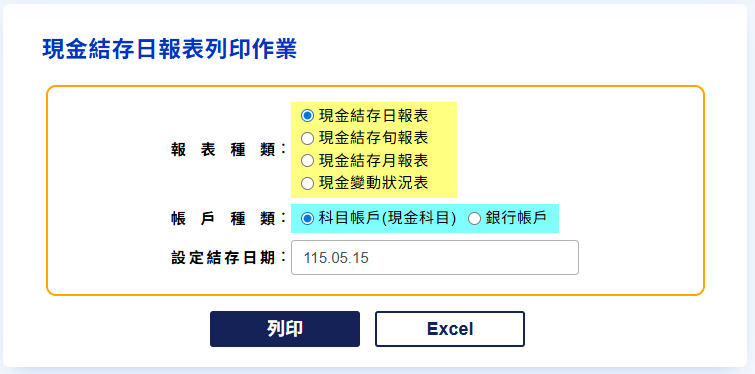 現金結存日報表列印作業
現金結存日報表
現金結存旬報表
報表種類：
現金結存月報表
現金變動狀況表
帳戶種類： 科目帳戶(現金科目) 銀行帳戶
設定結存日期： 115.05.15
列印 Excel